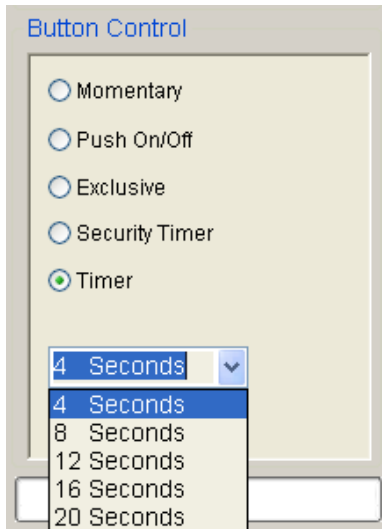 Button Control
Momentary
Push On/Off
Exclusive
Security Timer
Timer
4 Seconds
4 Seconds
8 Seconds
12 Seconds
16 Seconds
20 Seconds